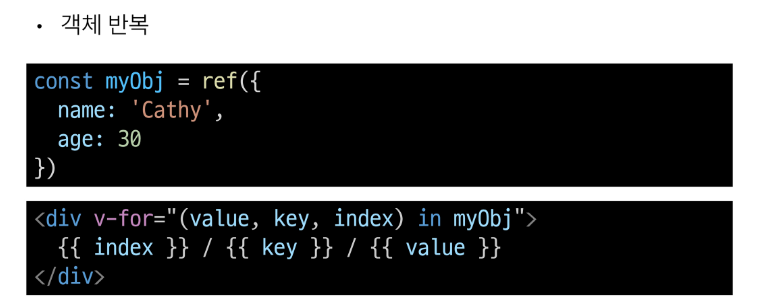 • 객체 반복
const myObj = ref({
  name: 'Cathy',
  age: 30
})
<div v-for="(value, key, index) in myObj">
  {{ index }} / {{ key }} / {{ value }}
</div>